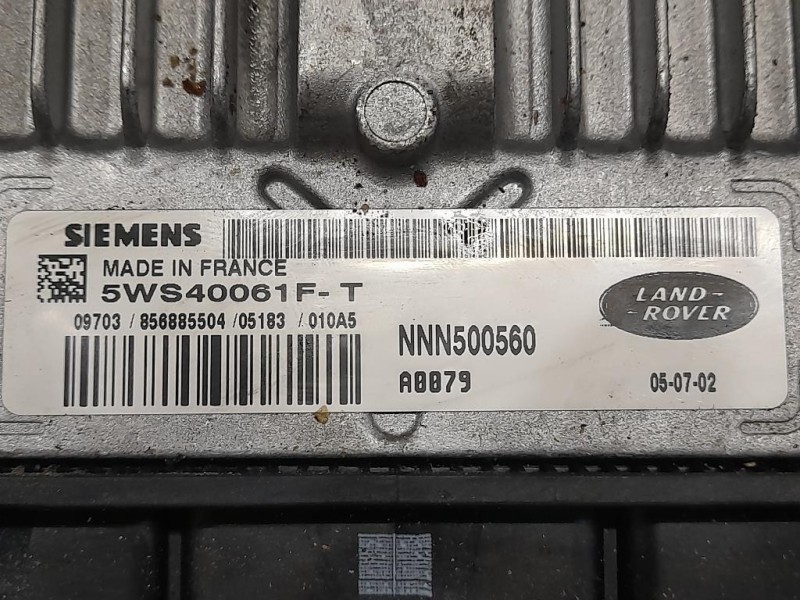 SIEMENS
MADE IN FRANCE
5WS40061F-T
09703 / 856885504 / 05183 / 010A5
NNN500560
A0079
LAND-
-ROVER
05-07-02